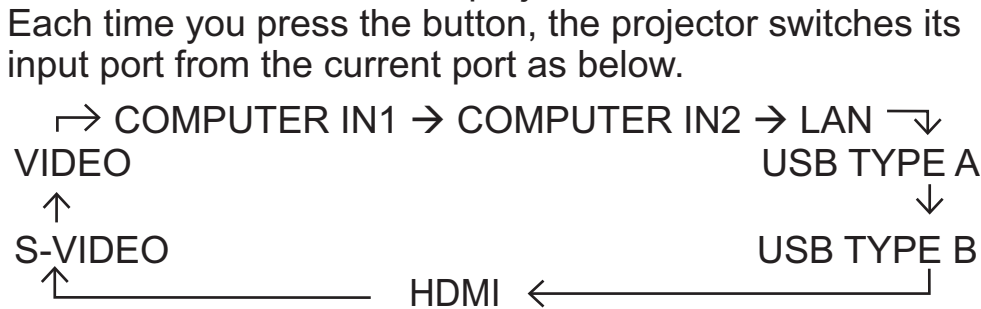 Each time you press the button, the projector switches its
input port from the current port as below.
COMPUTER IN1 → COMPUTER IN2 → LAN
VIDEO USB TYPE A
S-VIDEO USB TYPE B
HDMI